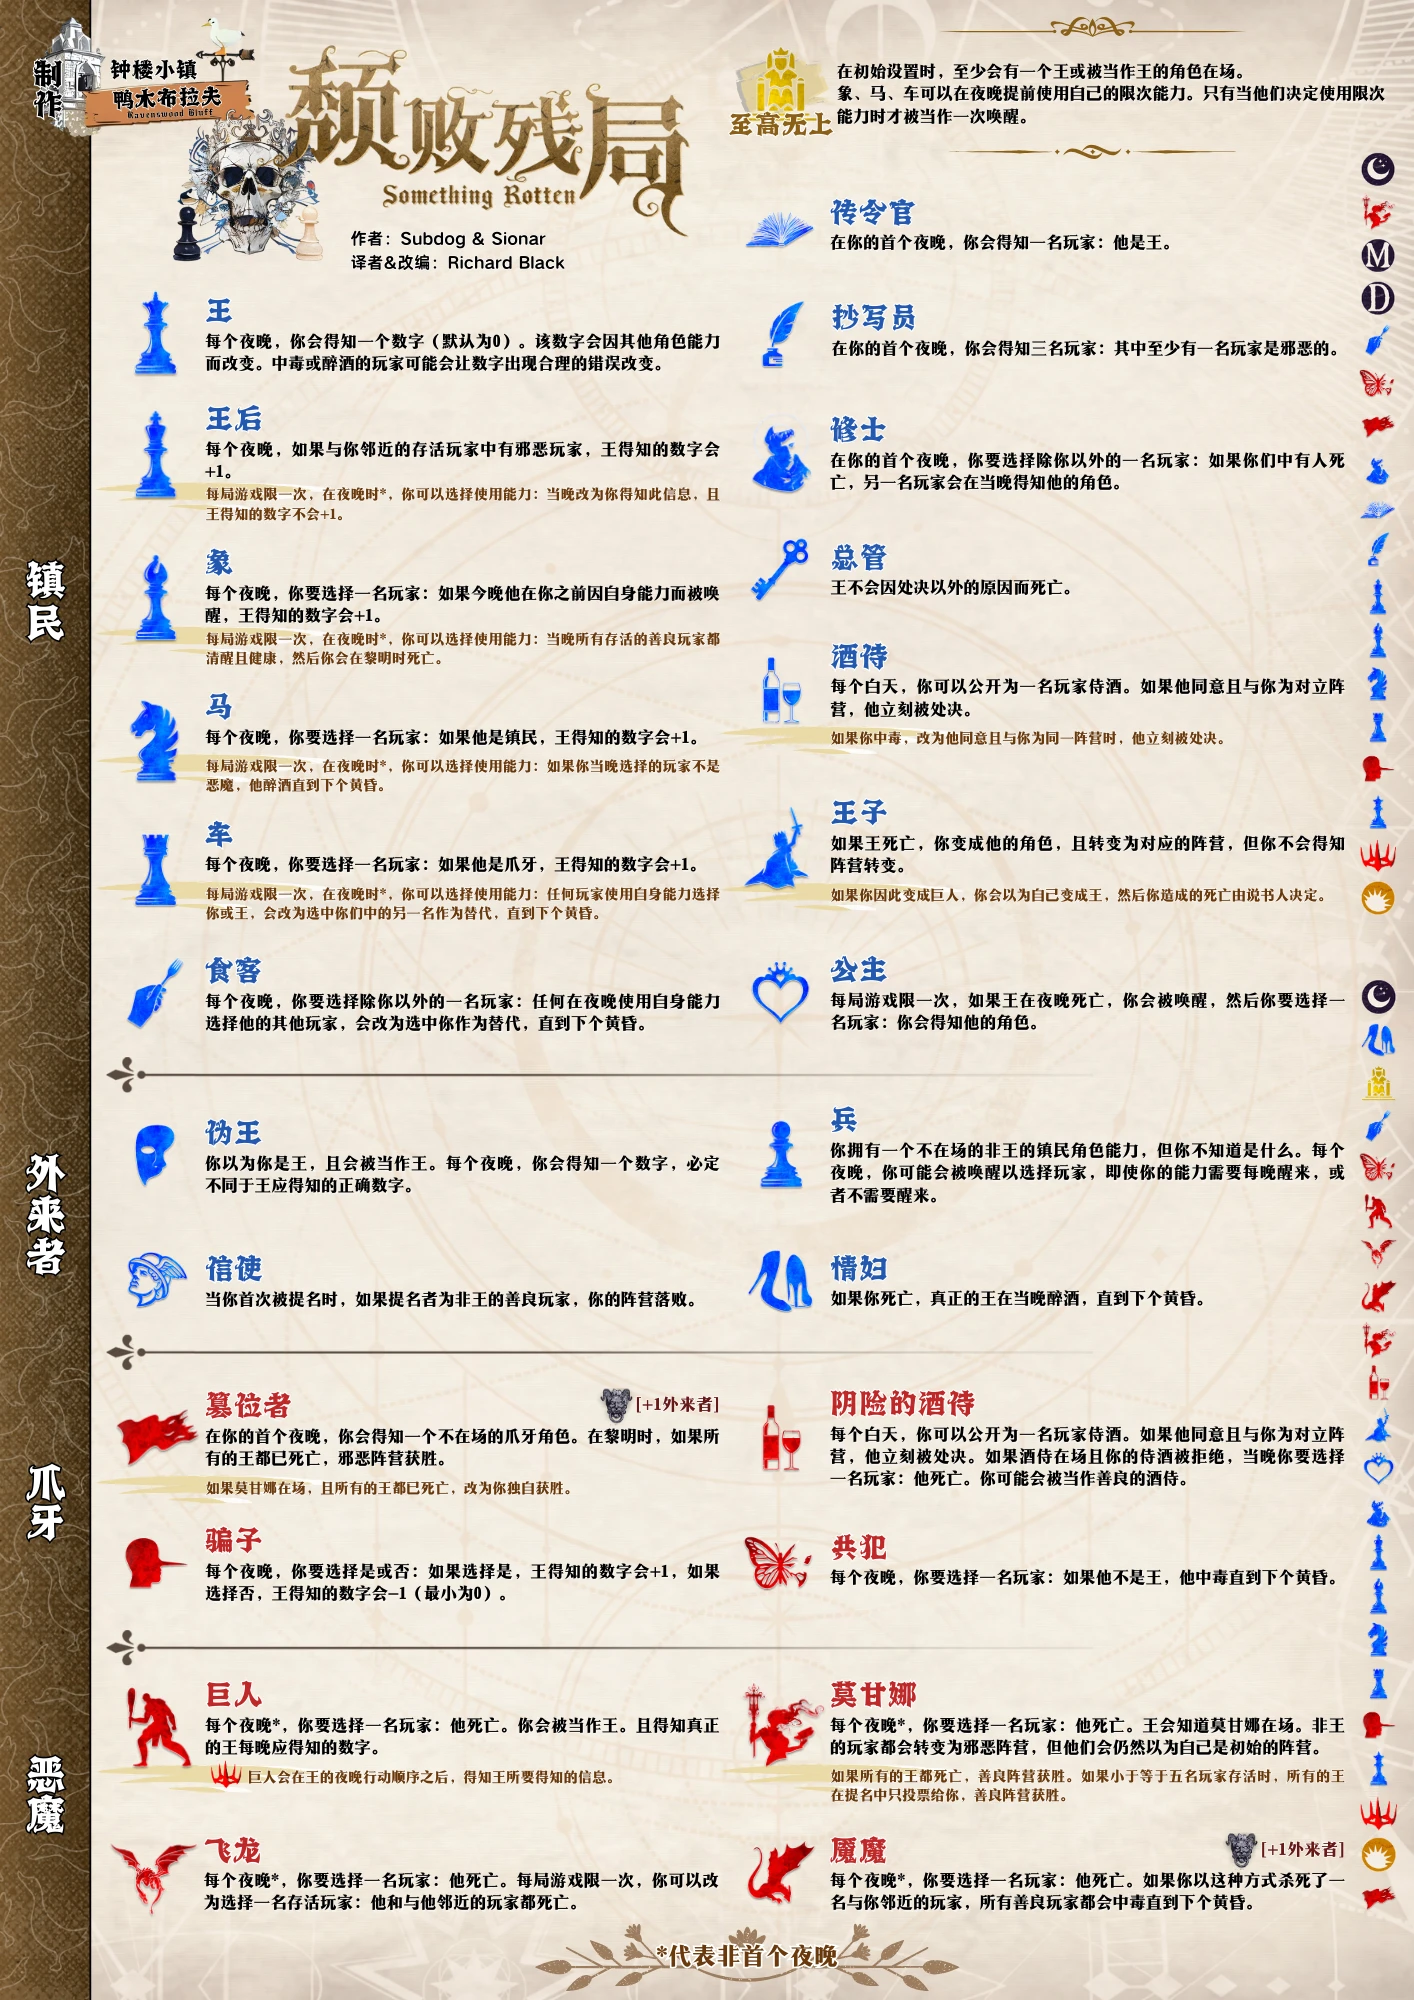 制作
钟楼小镇
鸭木布拉夫
Ravenswood Bluff
颓败残局
Something Rotten
作者：Subdog & Sionar
译者&改编：Richard Black
至高无上
在初始设置时，至少会有一个王或被当作王的角色在场。
象、马、车可以在夜晚提前使用自己的限次能力。只有当他们决定使用限次
能力时才被当作一次唤醒。
镇民
王
每个夜晚，你会得知一个数字（默认为0）。该数字会因其他角色能力
而改变。中毒或醉酒的玩家可能会让数字出现合理的错误改变。
王后
每个夜晚，如果与你邻近的存活玩家中有邪恶玩家，王得知的数字会
+1。
每局游戏限一次，在夜晚时*，你可以选择使用能力：当晚改为你得知此信息，且
王得知的数字不会+1。
象
每个夜晚，你要选择一名玩家：如果今晚他在你之前因自身能力而被唤
醒，王得知的数字会+1。
每局游戏限一次，在夜晚时*，你可以选择使用能力：当晚所有存活的善良玩家都
清醒且健康，然后你会在黎明时死亡。
马
每个夜晚，你要选择一名玩家：如果他是镇民，王得知的数字会+1。
每局游戏限一次，在夜晚时*，你可以选择使用能力：如果你当晚选择的玩家不是
恶魔，他醉酒直到下个黄昏。
车
每个夜晚，你要选择一名玩家：如果他是爪牙，王得知的数字会+1。
每局游戏限一次，在夜晚时*，你可以选择使用能力：任何玩家使用自身能力选择
你或王，会改为选中你们中的另一名作为替代，直到下个黄昏。
食客
每个夜晚，你要选择除你以外的一名玩家：任何在夜晚使用自身能力
选择他的其他玩家，会改为选中你作为替代，直到下个黄昏。
传令官
在你的首个夜晚，你会得知一名玩家：他是王。
抄写员
在你的首个夜晚，你会得知三名玩家：其中至少有一名玩家是邪恶的。
修士
在你的首个夜晚，你要选择除你以外的一名玩家：如果你们中有人死
亡，另一名玩家会在当晚得知他的角色。
总管
王不会因处决以外的原因而死亡。
酒侍
每个白天，你可以公开为一名玩家侍酒。如果他同意且与你为对立阵
营，他立刻被处决。
如果你中毒，改为他同意且与你为同一阵营时，他立刻被处决。
王子
如果王死亡，你变成他的角色，且转变为对应的阵营，但你不会得知
阵营转变。
如果你因此变成巨人，你会以为自己变成王，然后你造成的死亡由说书人决定。
公主
每局游戏限一次，如果王在夜晚死亡，你会被唤醒，然后你要选择一
名玩家：你会得知他的角色。
外来者
伪王
你以为你是王，且会被当作王。每个夜晚，你会得知一个数字，必定
不同于王应得知的正确数字。
信使
当你首次被提名时，如果提名者为非王的善良玩家，你的阵营落败。
兵
你拥有一个不在场的非王的镇民角色能力，但你不知道是什么。每个
夜晚，你可能会被唤醒以选择玩家，即使你的能力需要每晚醒来，或
者不需要醒来。
情妇
如果你死亡，真正的王在当晚醉酒，直到下个黄昏。
爪牙
篡位者
[+1外来者]
在你的首个夜晚，你会得知一个不在场的爪牙角色。在黎明时，如果所
有的王都已死亡，邪恶阵营获胜。
如果莫甘娜在场，且所有的王都已死亡，改为你独自获胜。
骗子
每个夜晚，你要选择是或否：如果选择是，王得知的数字会+1，如果
选择否，王得知的数字会—1（最小为0）。
阴险的酒侍
每个白天，你可以公开为一名玩家侍酒。如果他同意且与你为对立阵
营，他立刻被处决。如果酒侍在场且你的侍酒被拒绝，当晚你要选择
一名玩家：他死亡。你可能会被当作善良的酒侍。
共犯
每个夜晚，你要选择一名玩家：如果他不是王，他中毒直到下个黄昏。
恶魔
巨人
每个夜晚*，你要选择一名玩家：他死亡。你会被当作王。且得知真正
的王每晚应得知的数字。
巨人会在王的夜晚行动顺序之后，得知王所要得知的信息。
飞龙
每个夜晚*，你要选择一名玩家：他死亡。每局游戏限一次，你可以改
为选择一名存活玩家：他和与他邻近的玩家都死亡。
莫甘娜
每个夜晚*，你要选择一名玩家：他死亡。王会知道莫甘娜在场。非王
的玩家都会转变为邪恶阵营，但他们会仍然以为自己是初始的阵营。
如果所有的王都死亡，善良阵营获胜。如果小于等于五名玩家存活时，所有的王
在提名中只投票给你，善良阵营获胜。
魇魔
[+1外来者]
每个夜晚*，你要选择一名玩家：他死亡。如果你以这种方式杀死了一
名与你邻近的玩家，所有善良玩家都会中毒直到下个黄昏。
M
D
*代表非首个夜晚